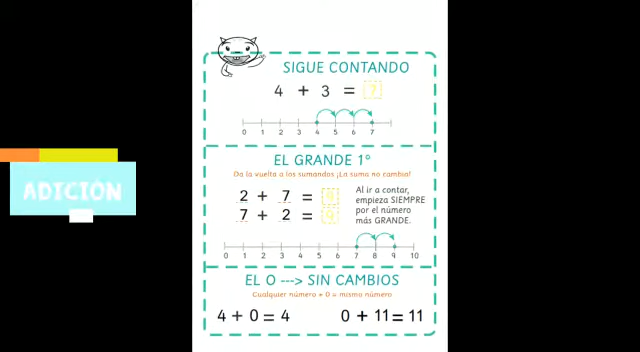 ADICIÓN
SIGUE CONTANDO
4 + 3 = 7
0 1 2 3 4 5 6 7
EL GRANDE 1º
Da la vuelta a los sumandos ¡La suma no cambia!
2 + 7 = 9
7 + 2 = 9
Al ir a contar,
empieza SIEMPRE
por el número
más GRANDE.
0 1 2 3 4 5 6 7 8 9 10
EL 0 ---> SIN CAMBIOS
Cualquier número + 0 = mismo número
4 + 0 = 4
0 + 11 = 11